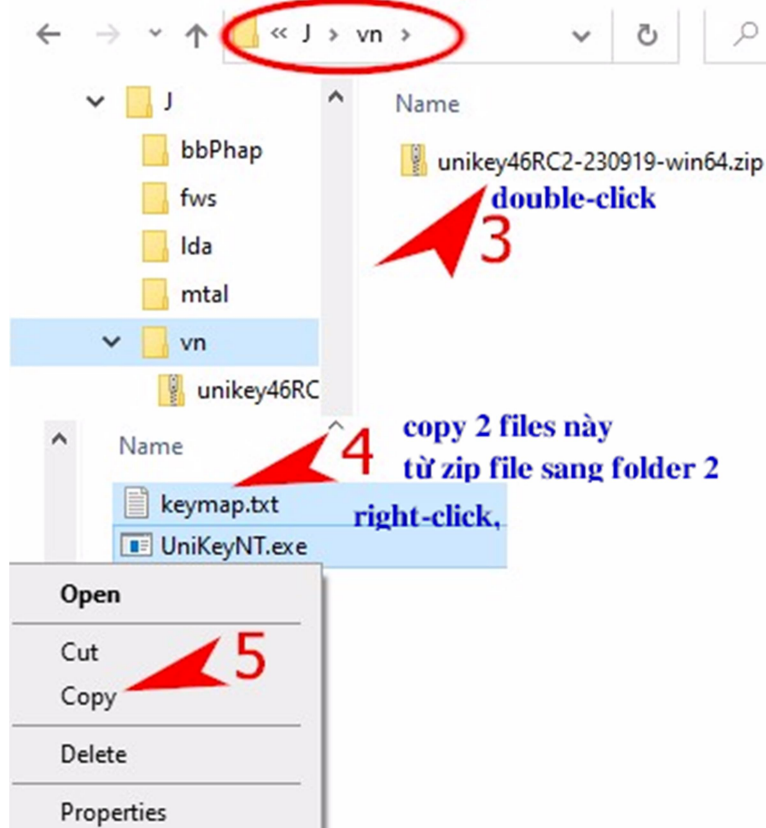 « J > vn >
J
Name
bbPhap
unikey46RC2-230919-win64.zip
fws
double-click
3
lda
mtal
vn
unikey46RC
copy 2 files này
Name
4
từ zip file sang folder 2
keymap.txt
right-click,
UniKeyNT.exe
Open
Cut
5
Copy
Delete
Properties